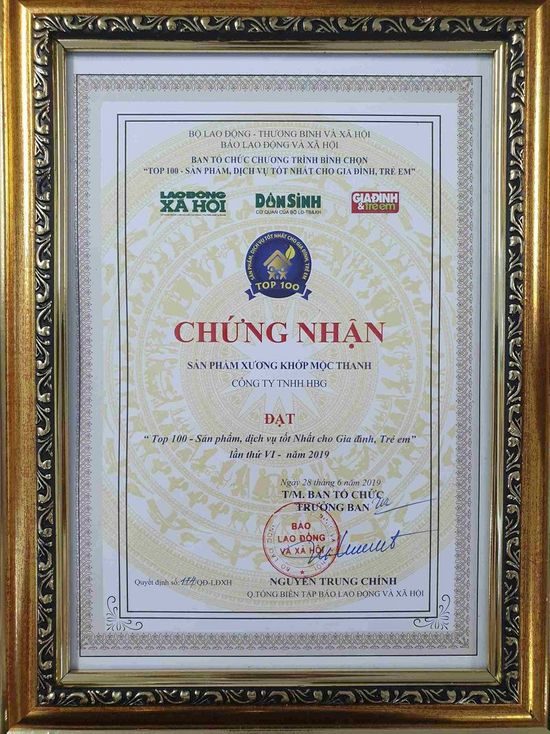 BỘ LAO ĐỘNG - THƯƠNG BINH VÀ XÃ HỘI
BÁO LAO ĐỘNG VÀ XÃ HỘI
BAN TỔ CHỨC CHƯƠNG TRÌNH BÌNH CHỌN
"TOP 100 - SẢN PHẨM, DỊCH VỤ TỐT NHẤT CHO GIA ĐÌNH, TRẺ EM"
LAO ĐỘNG
XÃ HỘI
DÂN SINH
CƠ QUAN CỦA BỘ LĐ-TB&XH
GIA ĐÌNH
&Trẻ em
SẢN PHẨM, DỊCH VỤ TỐT NHẤT CHO GIA ĐÌNH, TRẺ EM
TOP 100
CHỨNG NHẬN
SẢN PHẨM XƯƠNG KHỚP MỘC THANH
CÔNG TY TNHH HBG
ĐẠT
" Top 100 - Sản phẩm, dịch vụ tốt Nhất cho Gia đình, Trẻ em"
lần thứ VI - năm 2019
Ngày 28 tháng 6 năm 2019
T/M. BAN TỔ CHỨC
TRƯỞNG BAN
BÁO
LAO ĐỘNG
VÀ XÃ HỘI
Quyết định số: /QĐ-LĐXH
NGUYỄN TRUNG CHÍNH
Q.TỔNG BIÊN TẬP BÁO LAO ĐỘNG VÀ XÃ HỘI